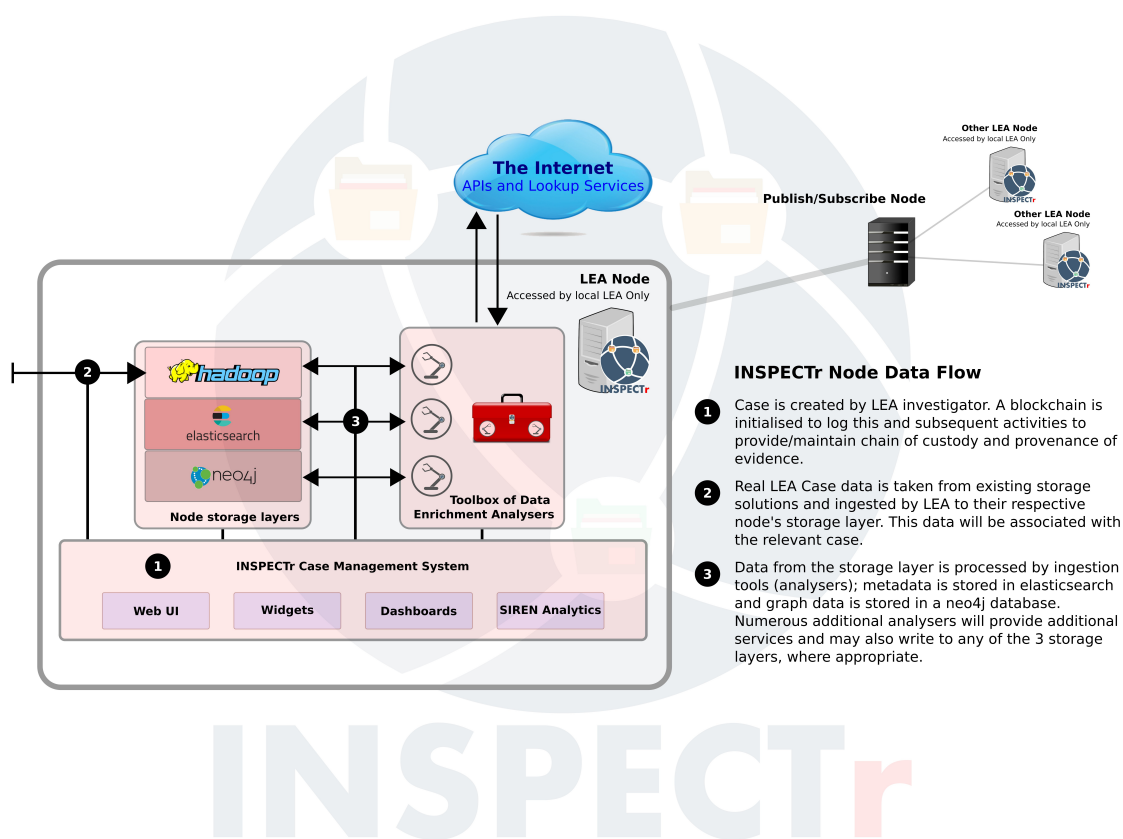 The Internet
APIs and Lookup Services
Other LEA Node
Accessed by local LEA Only
INSPECTr
Publish/Subscribe Node
Other LEA Node
Accessed by local LEA Only
INSPECTr
LEA Node
Accessed by local LEA Only
INSPECTr
2
hadoop
elasticsearch
neo4j
Node storage layers
3
Toolbox of Data
Enrichment Analysers
1
INSPECTr Case Management System
Web UI
Widgets
Dashboards
SIREN Analytics
INSPECTr Node Data Flow
1
Case is created by LEA investigator. A blockchain is
initialised to log this and subsequent activities to
provide/maintain chain of custody and provenance of
evidence.
2
Real LEA Case data is taken from existing storage
solutions and ingested by LEA to their respective
node's storage layer. This data will be associated with
the relevant case.
3
Data from the storage layer is processed by ingestion
tools (analysers); metadata is stored in elasticsearch
and graph data is stored in a neo4j database.
Numerous additional analysers will provide additional
services and may also write to any of the 3 storage
layers, where appropriate.
INSPECTr